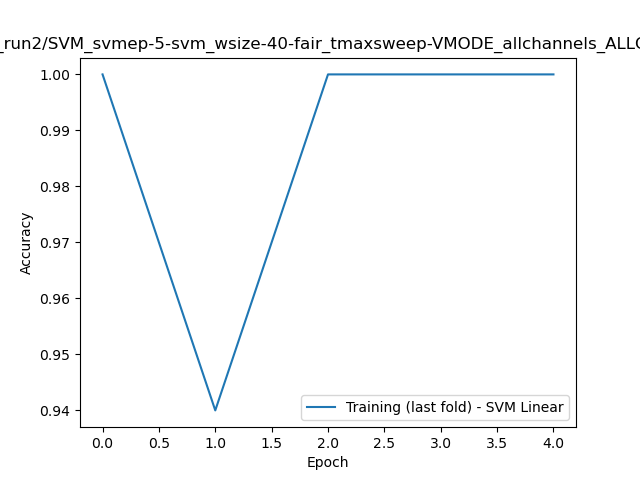 _run2/SVM_svmep-5-svm_wsize-40-fair_tmaxsweep-VMODE_allchannels_ALLC
1.00
0.99
0.98
0.97
0.96
0.95
0.94
Accuracy
0.0 0.5 1.0 1.5 2.0 2.5 3.0 3.5 4.0
Epoch
Training (last fold) - SVM Linear